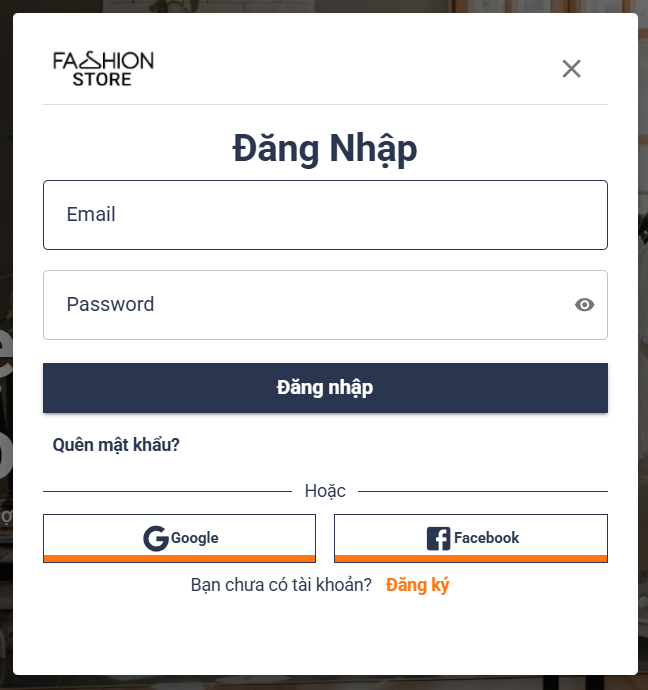 FASHION
STORE
Đăng Nhập
Email
Password
Đăng nhập
Quên mật khẩu?
Hoặc
Google
Facebook
Bạn chưa có tài khoản? Đăng ký